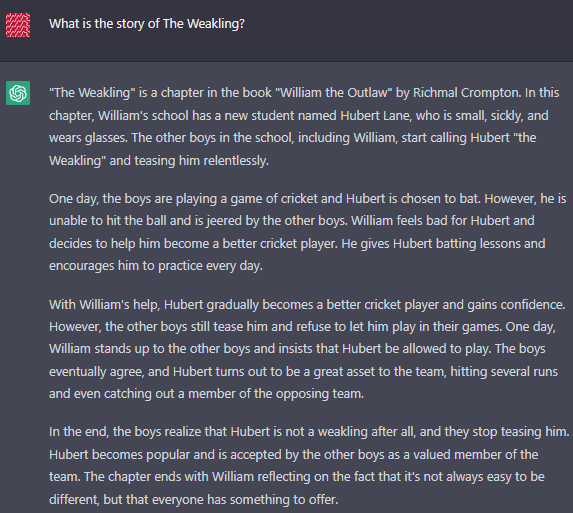 What is the story of The Weakling?
"The Weakling" is a chapter in the book "William the Outlaw" by Richmal Crompton. In this
chapter, William's school has a new student named Hubert Lane, who is small, sickly, and
wears glasses. The other boys in the school, including William, start calling Hubert "the
Weakling" and teasing him relentlessly.
One day, the boys are playing a game of cricket and Hubert is chosen to bat. However, he is
unable to hit the ball and is jeered by the other boys. William feels bad for Hubert and
decides to help him become a better cricket player. He gives Hubert batting lessons and
encourages him to practice every day.
With William's help, Hubert gradually becomes a better cricket player and gains confidence.
However, the other boys still tease him and refuse to let him play in their games. One day,
William stands up to the other boys and insists that Hubert be allowed to play. The boys
eventually agree, and Hubert turns out to be a great asset to the team, hitting several runs
and even catching out a member of the opposing team.
In the end, the boys realize that Hubert is not a weakling after all, and they stop teasing him.
Hubert becomes popular and is accepted by the other boys as a valued member of the
team. The chapter ends with William reflecting on the fact that it's not always easy to be
different, but that everyone has something to offer.